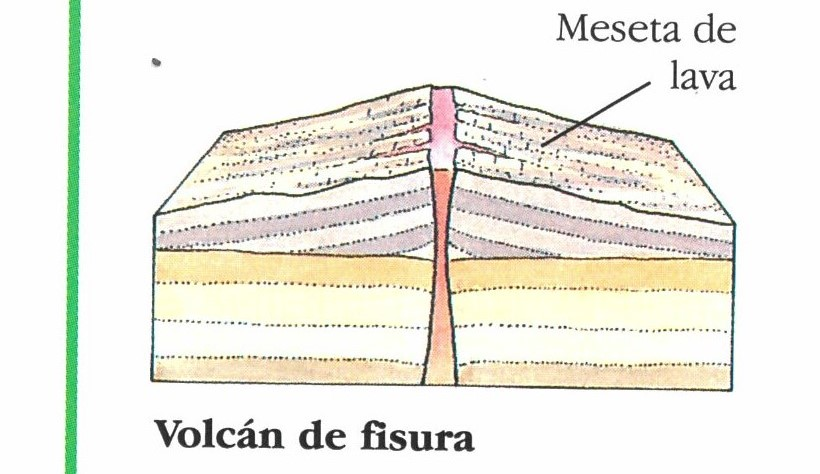 Meseta de
lava
Volcán de fisura